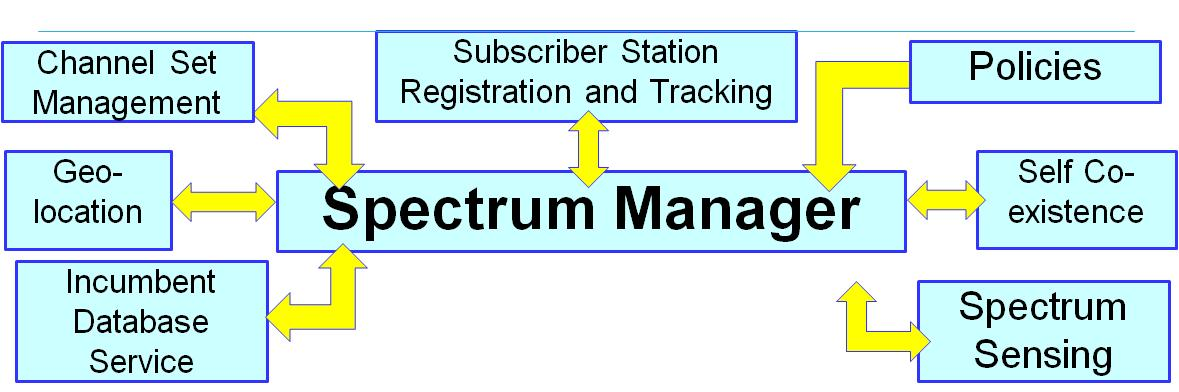 Channel Set
Management
Subscriber Station
Registration and Tracking
Policies
Geo-
location
Spectrum Manager
Self Co-
existence
Incumbent
Database
Service
Spectrum
Sensing